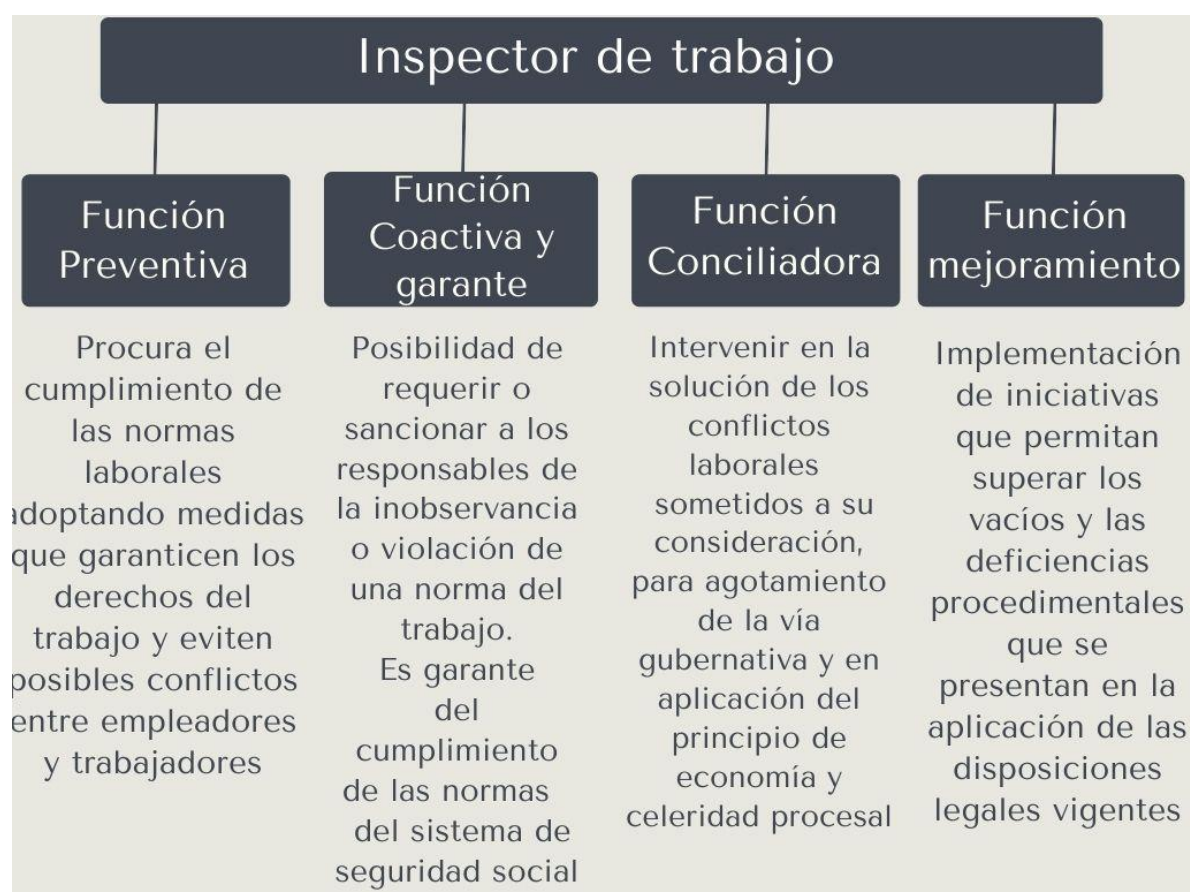 Inspector de trabajo
Función
Preventiva
Procura el
cumplimiento de
las normas
laborales
adoptando medidas
que garanticen los
derechos del
trabajo y eviten
posibles conflictos
entre empleadores
y trabajadores
Función
Coactiva y
garante
Posibilidad de
requerir o
sancionar a los
responsables de
la inobservancia
o violación de
una norma del
trabajo.
Es garante
del
cumplimiento
de las normas
del sistema de
seguridad social
Función
Conciliadora
Intervenir en la
solución de los
conflictos
laborales
sometidos a su
consideración,
para agotamiento
de la vía
gubernativa y en
aplicación del
principio de
economía y
celeridad procesal
Función
mejoramiento
Implementación
de iniciativas
que permitan
superar los
vacíos y las
deficiencias
procedimentales
que se
presentan en la
aplicación de las
disposiciones
legales vigentes